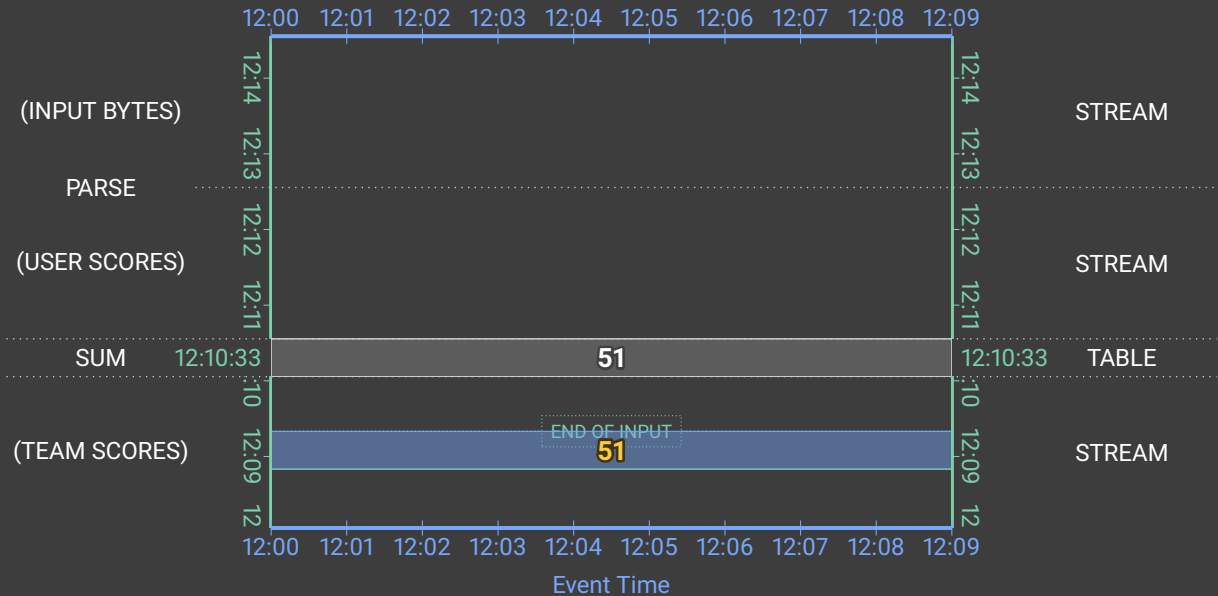 12:00 12:01 12:02 12:03 12:04 12:05 12:06 12:07 12:08 12:09
12:14 12:14
(INPUT BYTES) STREAM
12:13 12:13
PARSE
12:12 12:12
(USER SCORES) STREAM
12:11 12:11
SUM 12:10:33 51 12:10:33 TABLE
:10 :10
END OF INPUT
(TEAM SCORES) 12:09 51 12:09 STREAM
12 12
12:00 12:01 12:02 12:03 12:04 12:05 12:06 12:07 12:08 12:09
Event Time